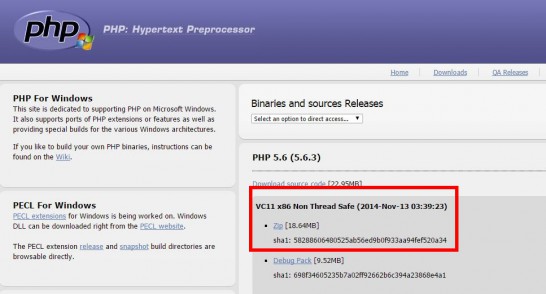 php
PHP: Hypertext Preprocessor
Home
Downloads
QA Releases
PHP For Windows
This site is dedicated to supporting PHP on Microsoft Windows.
It also supports ports of PHP extensions or features as well as
providing special builds for the various Windows architectures.
If you like to build your own PHP binaries, instructions can be
found on the Wiki.
PECL For Windows
PECL extensions for Windows is being worked on. Windows
DLL can be downloaded right from the PECL website.
The PECL extension release and snapshot build directories are
browsable directly.
Binaries and sources Releases
Select an option to direct access...
PHP 5.6 (5.6.3)
Download source code [22.95MB]
VC11 x86 Non Thread Safe (2014-Nov-13 03:39:23)
Zip [18.64MB]
sha1: 58288606480525ab56ed9b0f933aa94fef520a34
Debug Pack [9.52MB]
sha1: 698f34605235b7a02ff92662b6c394a23868e4a1